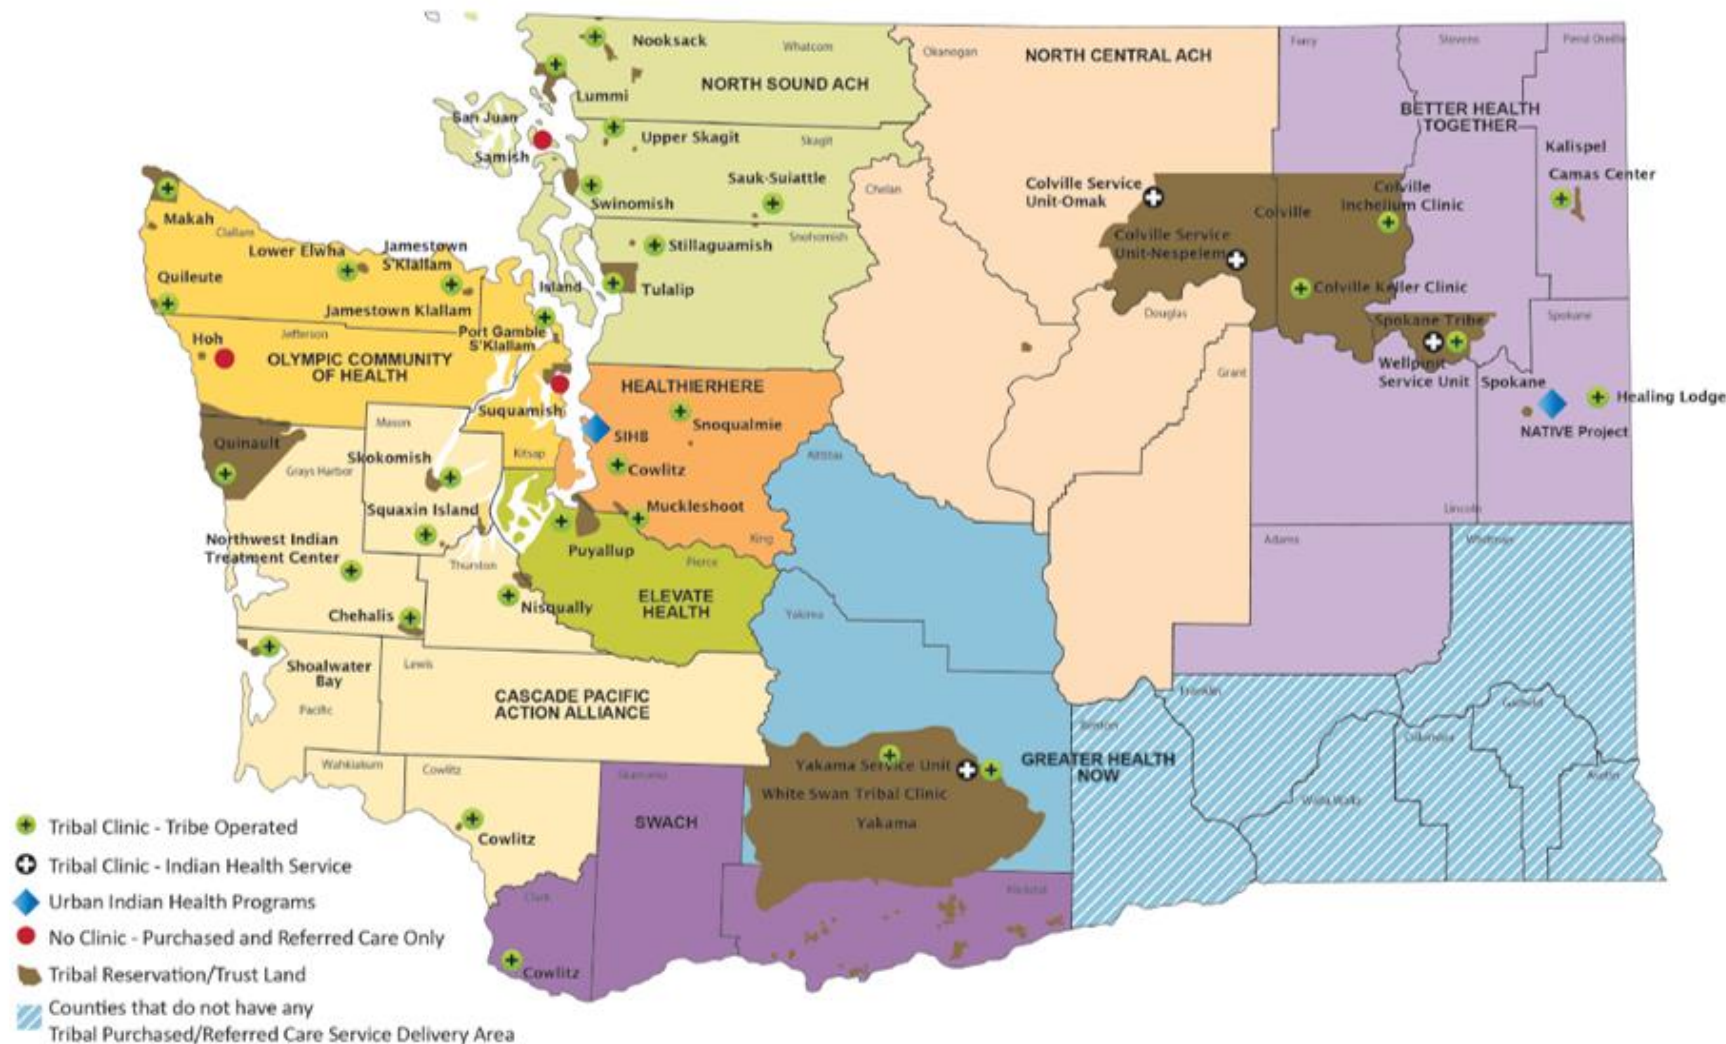 Nooksack
Whatcom
NORTH SOUND ACH
Lummi
San Juan
Samish
Upper Skagit
Skagit
Sauk-Suiattle
Swinomish
Stillaguamish
Snohomish
Tulalip
Island
Okanogan
NORTH CENTRAL ACH
Chelan
Colville Service
Unit-Omak
Colville Service
Unit-Nespelem
Douglas
Grant
Ferry
Stevens
Pend Oreille
BETTER HEALTH
TOGETHER
Kalispel
Camas Center
Colville
Colville
Inchelium Clinic
Colville Keller Clinic
Spokane Tribe
Wellpinit
Service Unit
Spokane
Spokane
Healing Lodge
NATIVE Project
Lincoln
Adams
Whitman
Makah
Clallam
Lower Elwha
Jamestown
S'Klallam
Quileute
Jamestown Klallam
Port Gamble
S'Klallam
Hoh
Jefferson
OLYMPIC COMMUNITY
OF HEALTH
Suquamish
Kitsap
HEALTHIERHERE
Snoqualmie
SIHB
Cowlitz
Muckleshoot
King
Quinault
Grays Harbor
Mason
Skokomish
Squaxin Island
Northwest Indian
Treatment Center
Thurston
Chehalis
Nisqually
Puyallup
Pierce
ELEVATE
HEALTH
Kittitas
Yakima
Shoalwater
Bay
Pacific
Lewis
CASCADE PACIFIC
ACTION ALLIANCE
Wahkiakum
Cowlitz
Cowlitz
Skamania
SWACH
Clark
Cowlitz
Yakama Service Unit
White Swan Tribal Clinic
Yakama
Klickitat
GREATER HEALTH
NOW
Benton
Franklin
Walla Walla
Columbia
Garfield
Asotin
Tribal Clinic - Tribe Operated
Tribal Clinic - Indian Health Service
Urban Indian Health Programs
No Clinic - Purchased and Referred Care Only
Tribal Reservation/Trust Land
Counties that do not have any
Tribal Purchased/Referred Care Service Delivery Area